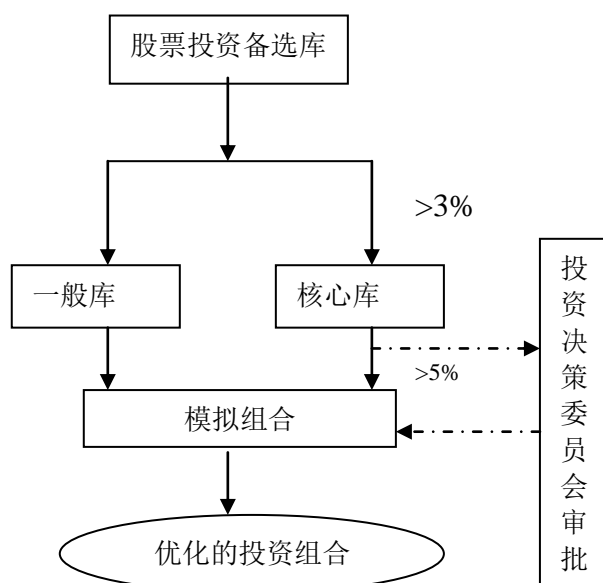 股票投资备选库
>3%
一般库
核心库
投资决策委员会审批
>5%
模拟组合
优化的投资组合